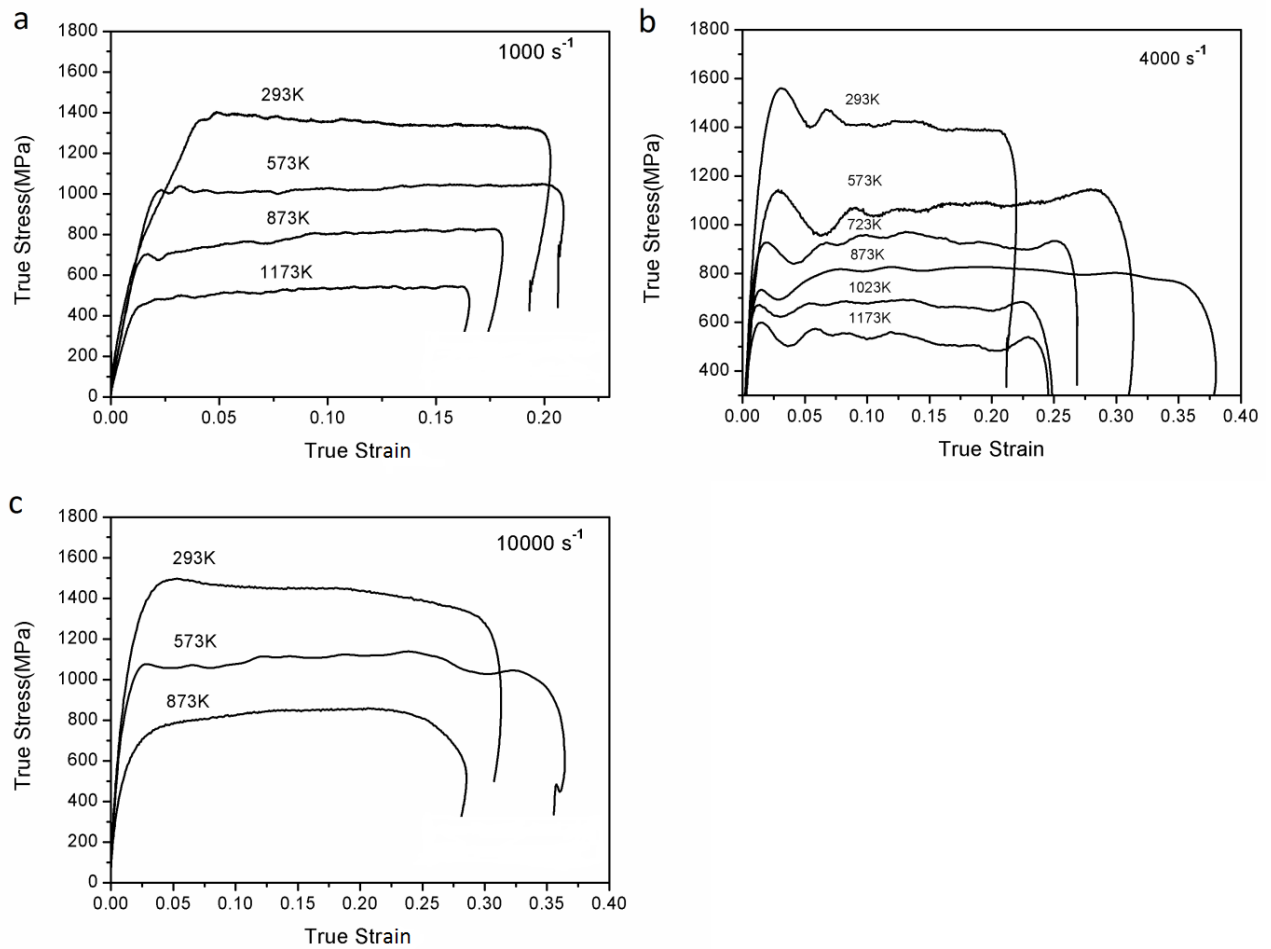 a
1000 s-1
1800
1600
1400
1200
1000
800
600
400
200
0
True Stress(MPa)
293K
573K
873K
1173K
0.00 0.05 0.10 0.15 0.20
True Strain
b
4000 s-1
1800
1600
1400
1200
1000
800
600
400
True Stress(MPa)
293K
573K
723K
873K
1023K
1173K
0.00 0.05 0.10 0.15 0.20 0.25 0.30 0.35 0.40
True Strain
c
10000 s-1
1800
1600
1400
1200
1000
800
600
400
200
0
True Stress(MPa)
293K
573K
873K
0.00 0.05 0.10 0.15 0.20 0.25 0.30 0.35 0.40
True Strain